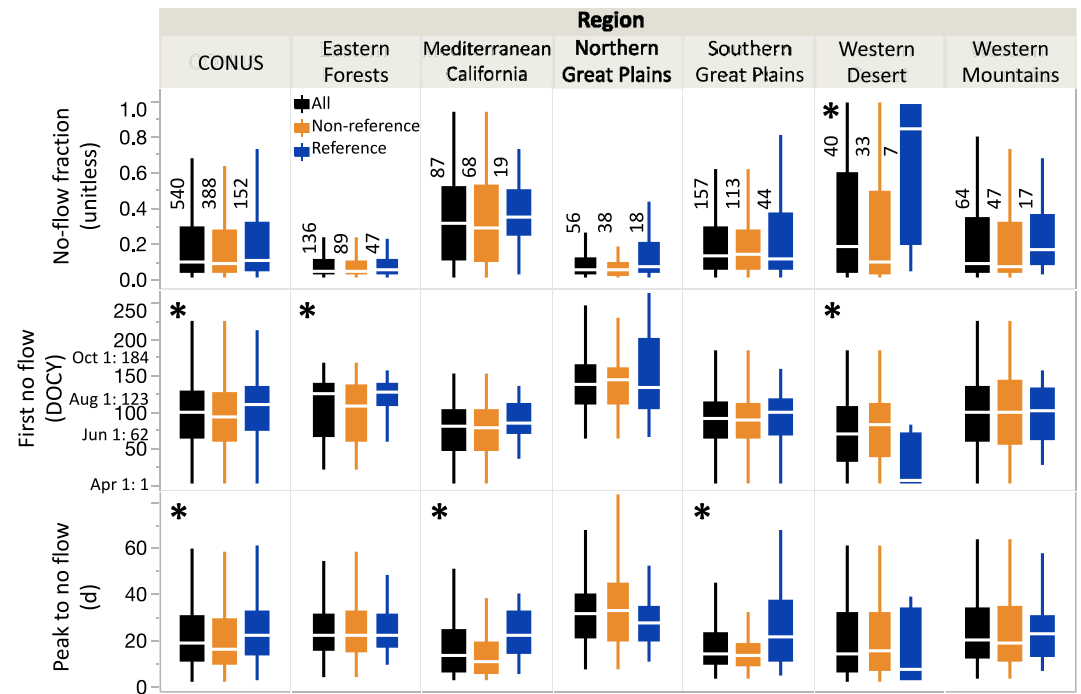 Region
CONUS
Eastern
Forests
Mediterranean
California
Northern
Great Plains
Southern
Great Plains
Western
Desert
Western
Mountains
No-flow fraction
(unitless)
1.0
0.8
0.6
0.4
0.2
0.0
540
388
152
All
Non-reference
Reference
136
89
47
87
68
19
56
38
18
157
113
44
*
40
33
7
64
47
17
First no flow
(DOCY)
250
200
Oct 1: 184
150
Aug 1: 123
100
Jun 1: 62
50
Apr 1: 1
*
*
*
Peak to no flow
(d)
60
40
20
0
*
*
*